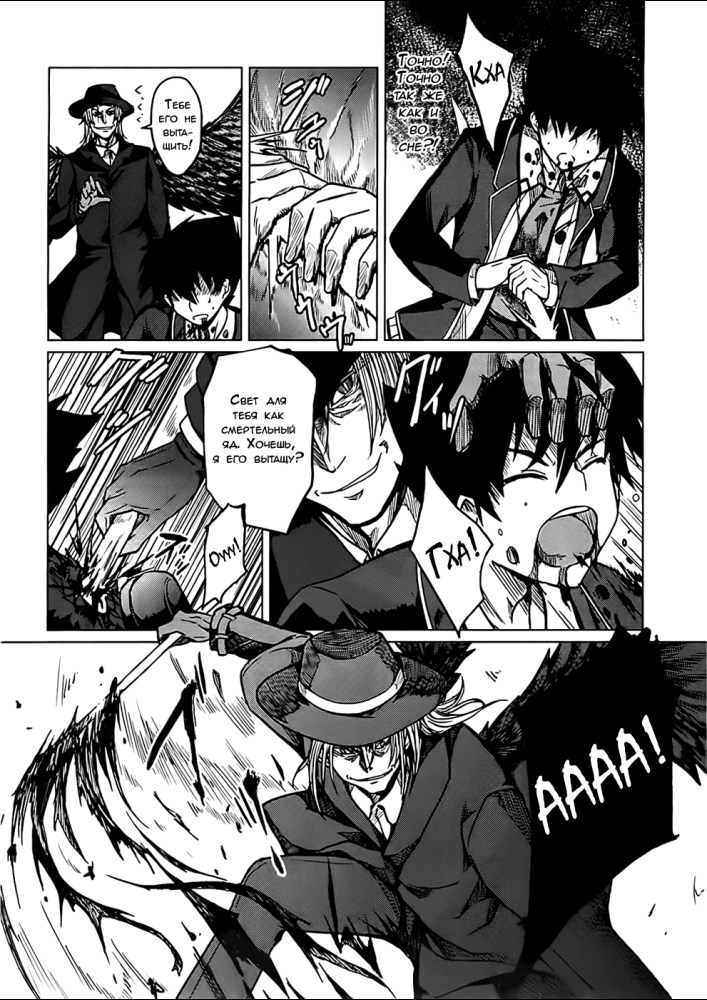 Кха
Точно!
Точно
так же
как и
во
сне?!
Тебе
его не
выта-
щить!
Свет для
тебя как
смертельный
яд. Хочешь,
я его вытащу?
Оууу!
Гха!
АААА!